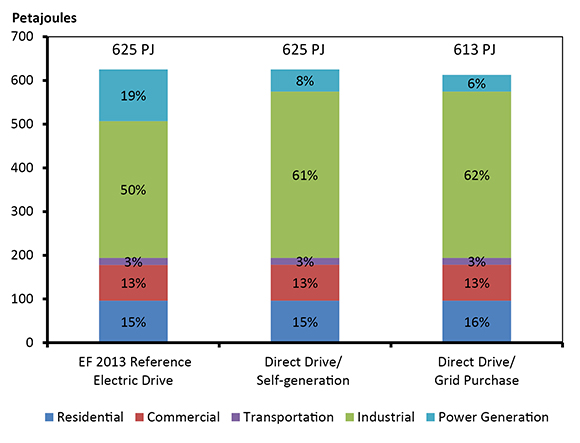 Petajoules
700
600
500
400
300
200
100
0
625 PJ
625 PJ
613 PJ
19%
50%
3%
13%
15%
8%
61%
3%
13%
15%
6%
62%
3%
13%
16%
EF 2013 Reference
Electric Drive
Direct Drive/
Self-generation
Direct Drive/
Grid Purchase
Residential
Commercial
Transportation
Industrial
Power Generation